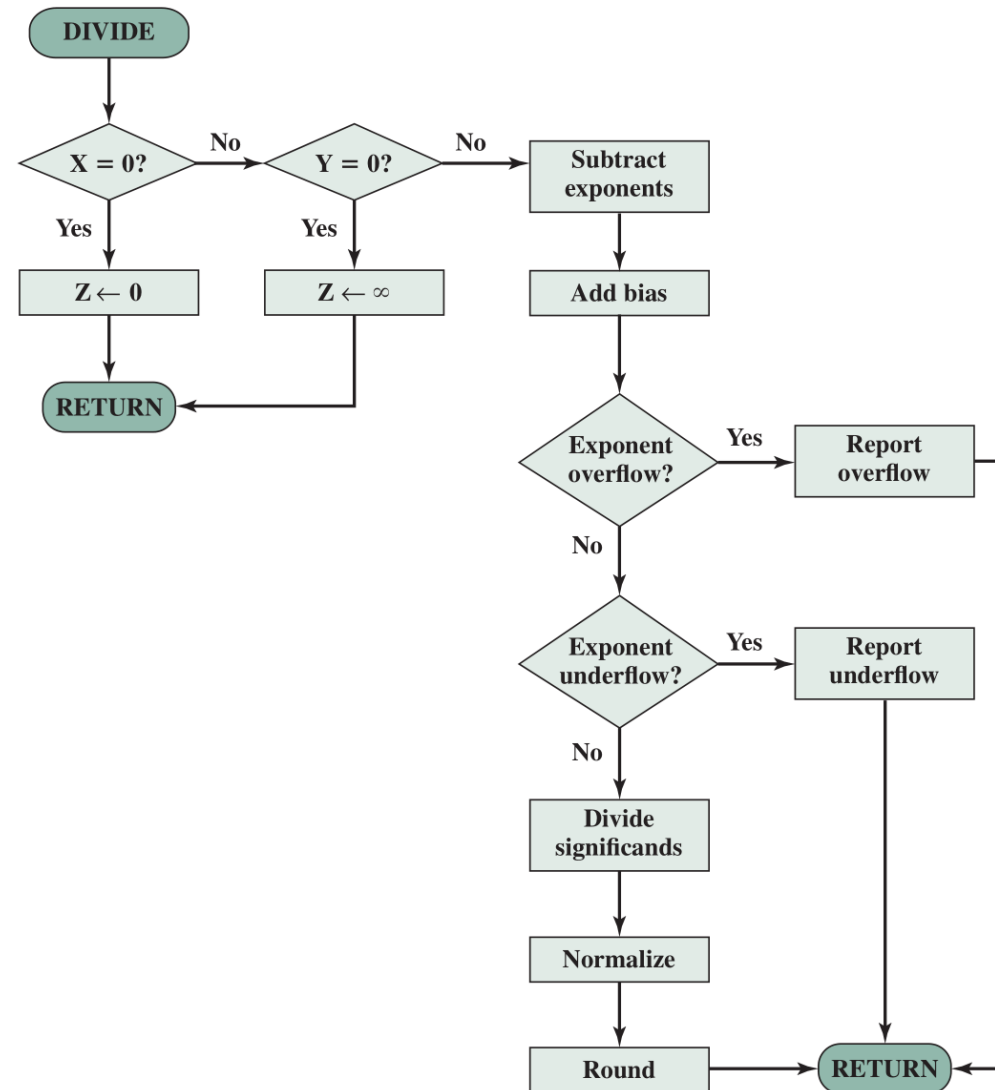 DIVIDE
X = 0?
No
Y = 0?
No
Subtract
exponents
Yes
Yes
Z ← 0
Z ← ∞
Add bias
RETURN
Exponent
overflow?
Yes
Report
overflow
No
Exponent
underflow?
Yes
Report
underflow
No
Divide
significands
Normalize
Round
RETURN